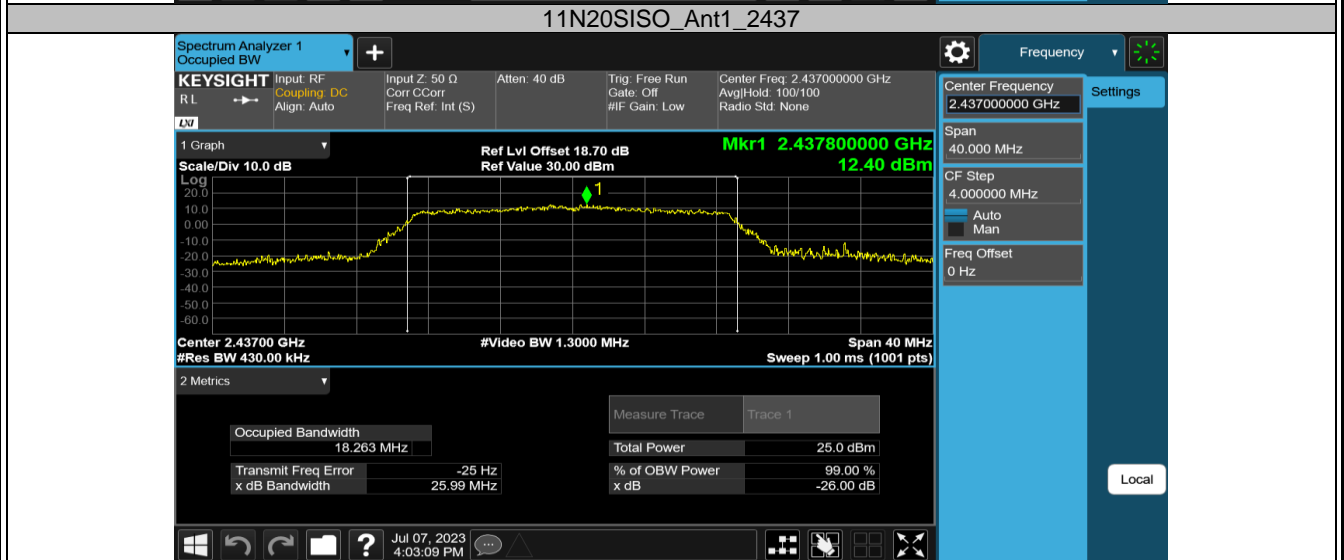 11N20SISO_Ant1_2437
Spectrum Analyzer 1
Occupied BW
+
Frequency
KEYSIGHT
RL
LXI
Input: RF
Coupling: DC
Align: Auto
Input Z: 50 Ω
Corr CCorr
Freq Ref: Int (S)
Atten: 40 dB
Trig: Free Run
Gate: Off
#IF Gain: Low
Center Freq: 2.437000000 GHz
Avg|Hold: 100/100
Radio Std: None
Center Frequency
2.437000000 GHz
Settings
Span
40.000 MHz
CF Step
4.000000 MHz
Auto
Man
Freq Offset
0 Hz
Local
1 Graph
Scale/Div 10.0 dB
Ref Lvl Offset 18.70 dB
Ref Value 30.00 dBm
Mkr1 2.437800000 GHz
12.40 dBm
Log
20.0
10.0
0.00
-10.0
-20.0
-30.0
-40.0
-50.0
-60.0
1
Center 2.43700 GHz
#Res BW 430.00 kHz
#Video BW 1.3000 MHz
Span 40 MHz
Sweep 1.00 ms (1001 pts)
2 Metrics
Measure Trace Trace 1
Occupied Bandwidth
18.263 MHz
Total Power 25.0 dBm
Transmit Freq Error -25 Hz
% of OBW Power 99.00 %
x dB Bandwidth 25.99 MHz
x dB -26.00 dB
?
Jul 07, 2023
4:03:09 PM